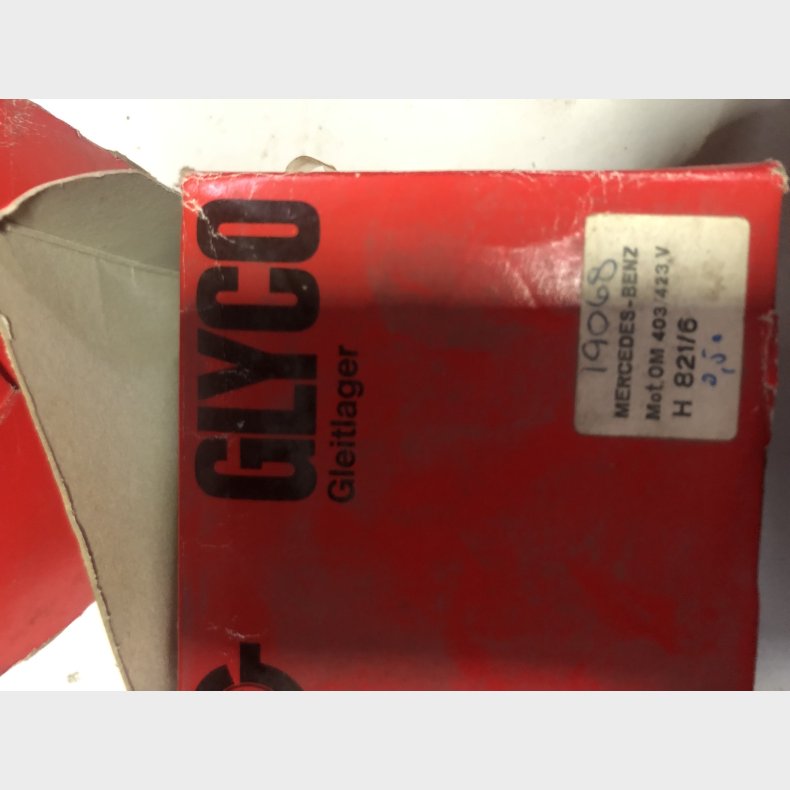 GLYCO
Gleitlager
19068
MERCEDES-BENZ
Mot. OM 403/423.V
H 821/6